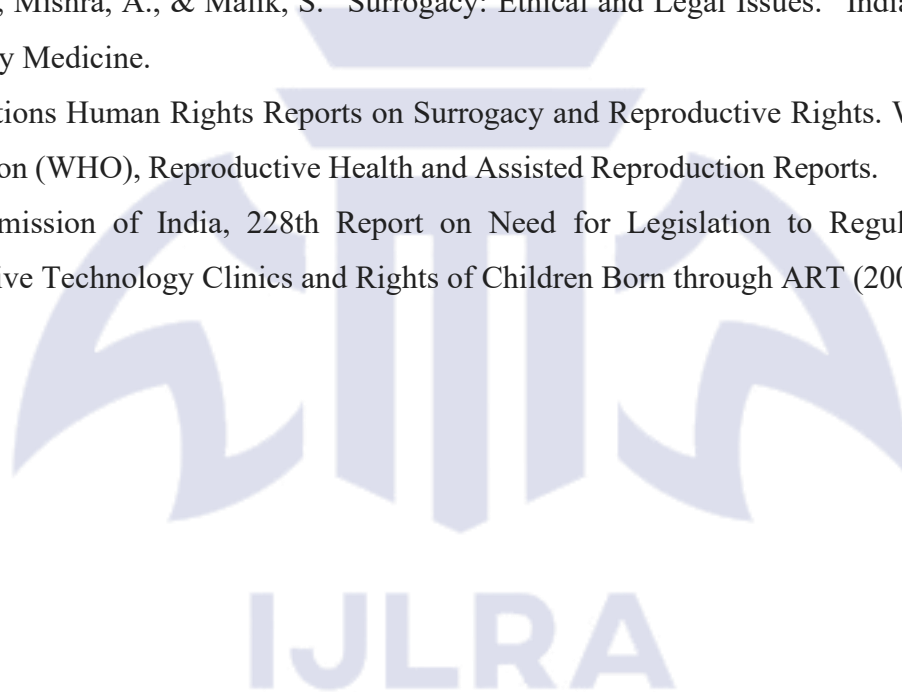 , Mishra, A., & Malik, S. "Surrogacy: Ethical and Legal Issues." India
y Medicine.
tions Human Rights Reports on Surrogacy and Reproductive Rights. W
on (WHO), Reproductive Health and Assisted Reproduction Reports.
mission of India, 228th Report on Need for Legislation to Regul
ive Technology Clinics and Rights of Children Born through ART (200
IJLRA